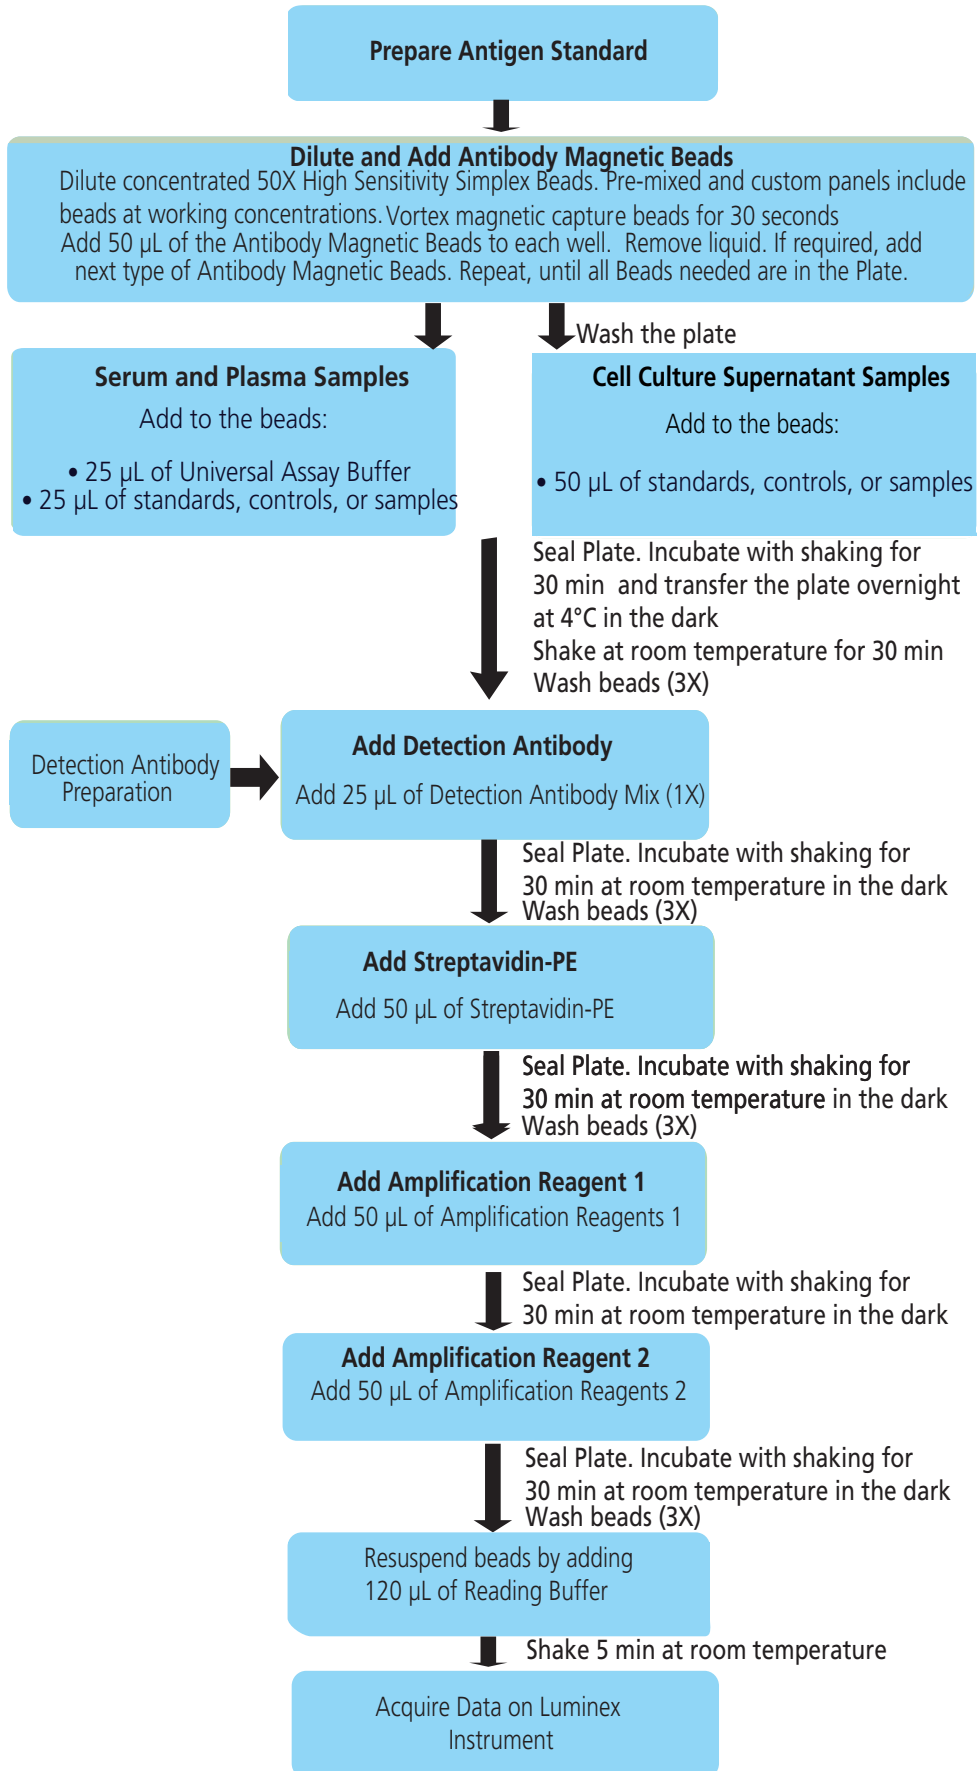 Prepare Antigen Standard
Dilute and Add Antibody Magnetic Beads
Dilute concentrated 50X High Sensitivity Simplex Beads. Pre-mixed and custom panels include
beads at working concentrations. Vortex magnetic capture beads for 30 seconds
Add 50 µL of the Antibody Magnetic Beads to each well. Remove liquid. If required, add
next type of Antibody Magnetic Beads. Repeat, until all Beads needed are in the Plate.
Wash the plate
Serum and Plasma Samples
Add to the beads:
• 25 µL of Universal Assay Buffer
• 25 µL of standards, controls, or samples
Cell Culture Supernatant Samples
Add to the beads:
• 50 µL of standards, controls, or samples
Seal Plate. Incubate with shaking for
30 min and transfer the plate overnight
at 4°C in the dark
Shake at room temperature for 30 min
Wash beads (3X)
Detection Antibody
Preparation
Add Detection Antibody
Add 25 µL of Detection Antibody Mix (1X)
Seal Plate. Incubate with shaking for
30 min at room temperature in the dark
Wash beads (3X)
Add Streptavidin-PE
Add 50 µL of Streptavidin-PE
Seal Plate. Incubate with shaking for
30 min at room temperature in the dark
Wash beads (3X)
Add Amplification Reagent 1
Add 50 µL of Amplification Reagents 1
Seal Plate. Incubate with shaking for
30 min at room temperature in the dark
Add Amplification Reagent 2
Add 50 µL of Amplification Reagents 2
Seal Plate. Incubate with shaking for
30 min at room temperature in the dark
Wash beads (3X)
Resuspend beads by adding
120 µL of Reading Buffer
Shake 5 min at room temperature
Acquire Data on Luminex
Instrument